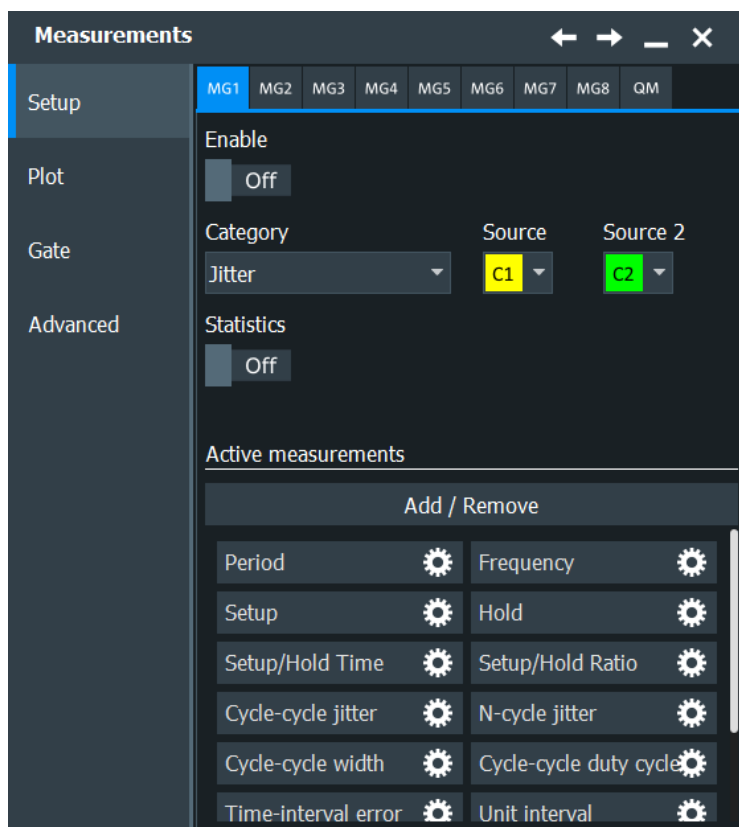 Measurements
Setup
Plot
Gate
Advanced
MG1 MG2 MG3 MG4 MG5 MG6 MG7 MG8 QM
Enable
Off
Category Source Source 2
Jitter C1 C2
Statistics
Off
Active measurements
Add / Remove
Period Frequency
Setup Hold
Setup/Hold Time Setup/Hold Ratio
Cycle-cycle jitter N-cycle jitter
Cycle-cycle width Cycle-cycle duty cycle
Time-interval error Unit interval